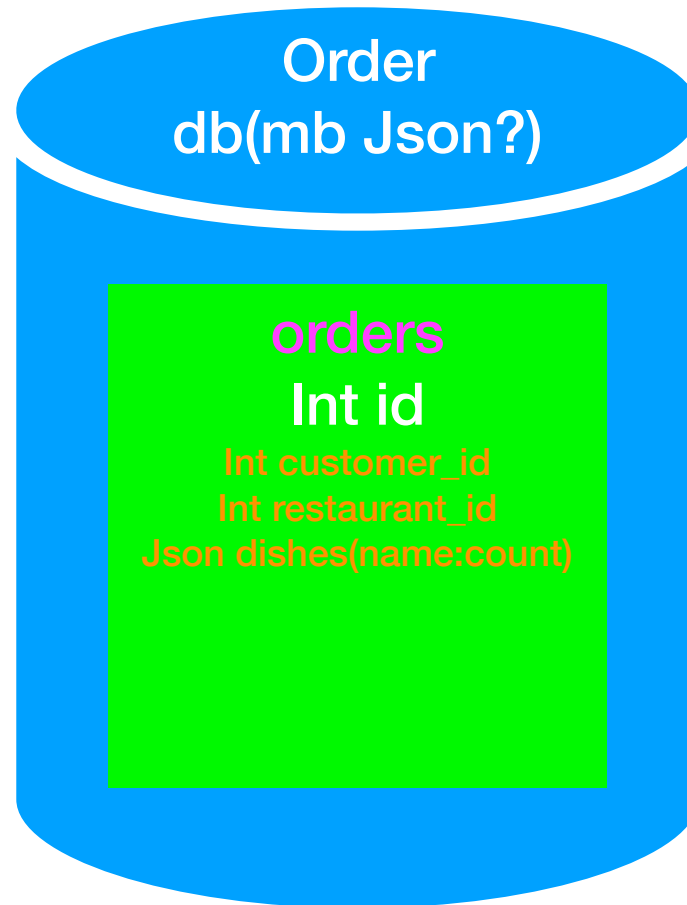 Order
db(mb Json?)
orders
Int id
Int customer_id
Int restaurant_id
Json dishes(name:count)